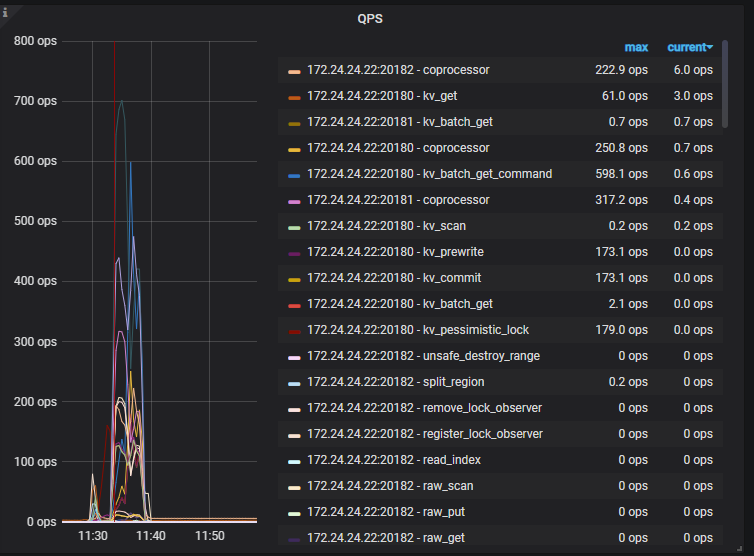 i
QPS
800 ops
700 ops
600 ops
500 ops
400 ops
300 ops
200 ops
100 ops
0 ops
11:30 11:40 11:50
max current
172.24.24.22:20182 - coprocessor 222.9 ops 6.0 ops
172.24.24.22:20180 - kv_get 61.0 ops 3.0 ops
172.24.24.22:20181 - kv_batch_get 0.7 ops 0.7 ops
172.24.24.22:20180 - coprocessor 250.8 ops 0.7 ops
172.24.24.22:20180 - kv_batch_get_command 598.1 ops 0.6 ops
172.24.24.22:20181 - coprocessor 317.2 ops 0.4 ops
172.24.24.22:20180 - kv_scan 0.2 ops 0.2 ops
172.24.24.22:20180 - kv_prewrite 173.1 ops 0.0 ops
172.24.24.22:20180 - kv_commit 173.1 ops 0.0 ops
172.24.24.22:20180 - kv_batch_get 2.1 ops 0.0 ops
172.24.24.22:20180 - kv_pessimistic_lock 179.0 ops 0.0 ops
172.24.24.22:20182 - unsafe_destroy_range 0 ops 0 ops
172.24.24.22:20182 - split_region 0.2 ops 0 ops
172.24.24.22:20182 - remove_lock_observer 0 ops 0 ops
172.24.24.22:20182 - register_lock_observer 0 ops 0 ops
172.24.24.22:20182 - read_index 0 ops 0 ops
172.24.24.22:20182 - raw_scan 0 ops 0 ops
172.24.24.22:20182 - raw_put 0 ops 0 ops
172.24.24.22:20182 - raw_get 0 ops 0 ops